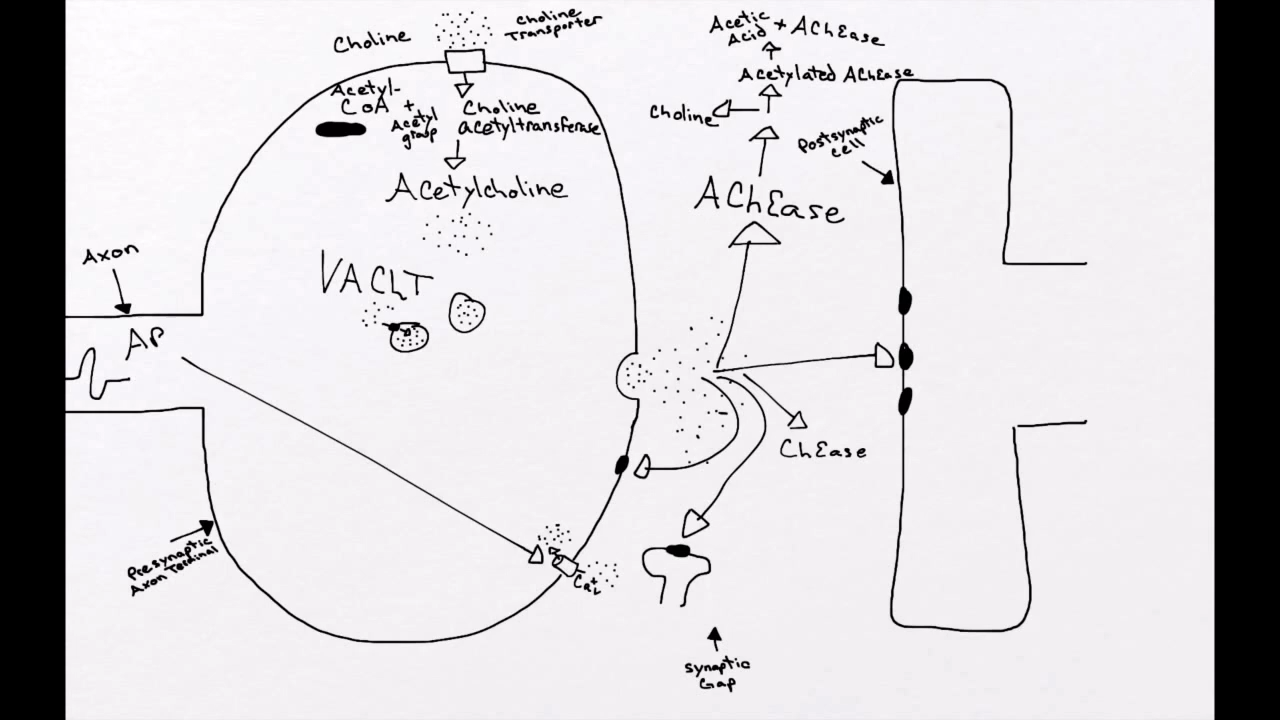 Choline
Choline
Transporter
Acetyl-
CoA +
Acetyl
group
Choline
acetyltransferase
Acetylcholine
VAChT
Axon
AP
Presynaptic
Axon Terminal
Ca+
2
Acetic
Acid + AChEase
Acetylated AChEase
Choline
AChEase
Postsynaptic
cell
ChEase
Synaptic
Gap